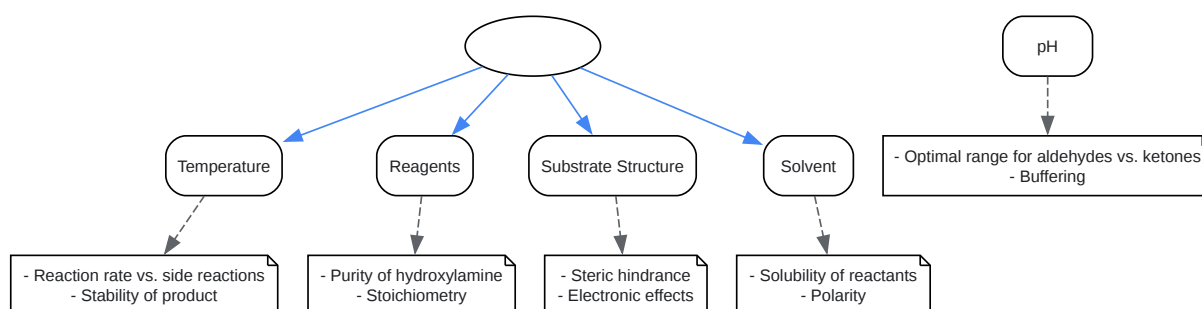 pH
Temperature
Reagents
Substrate Structure
Solvent
- Optimal range for aldehydes vs. ketones
- Buffering
- Reaction rate vs. side reactions
- Stability of product
- Purity of hydroxylamine
- Stoichiometry
- Steric hindrance
- Electronic effects
- Solubility of reactants
- Polarity